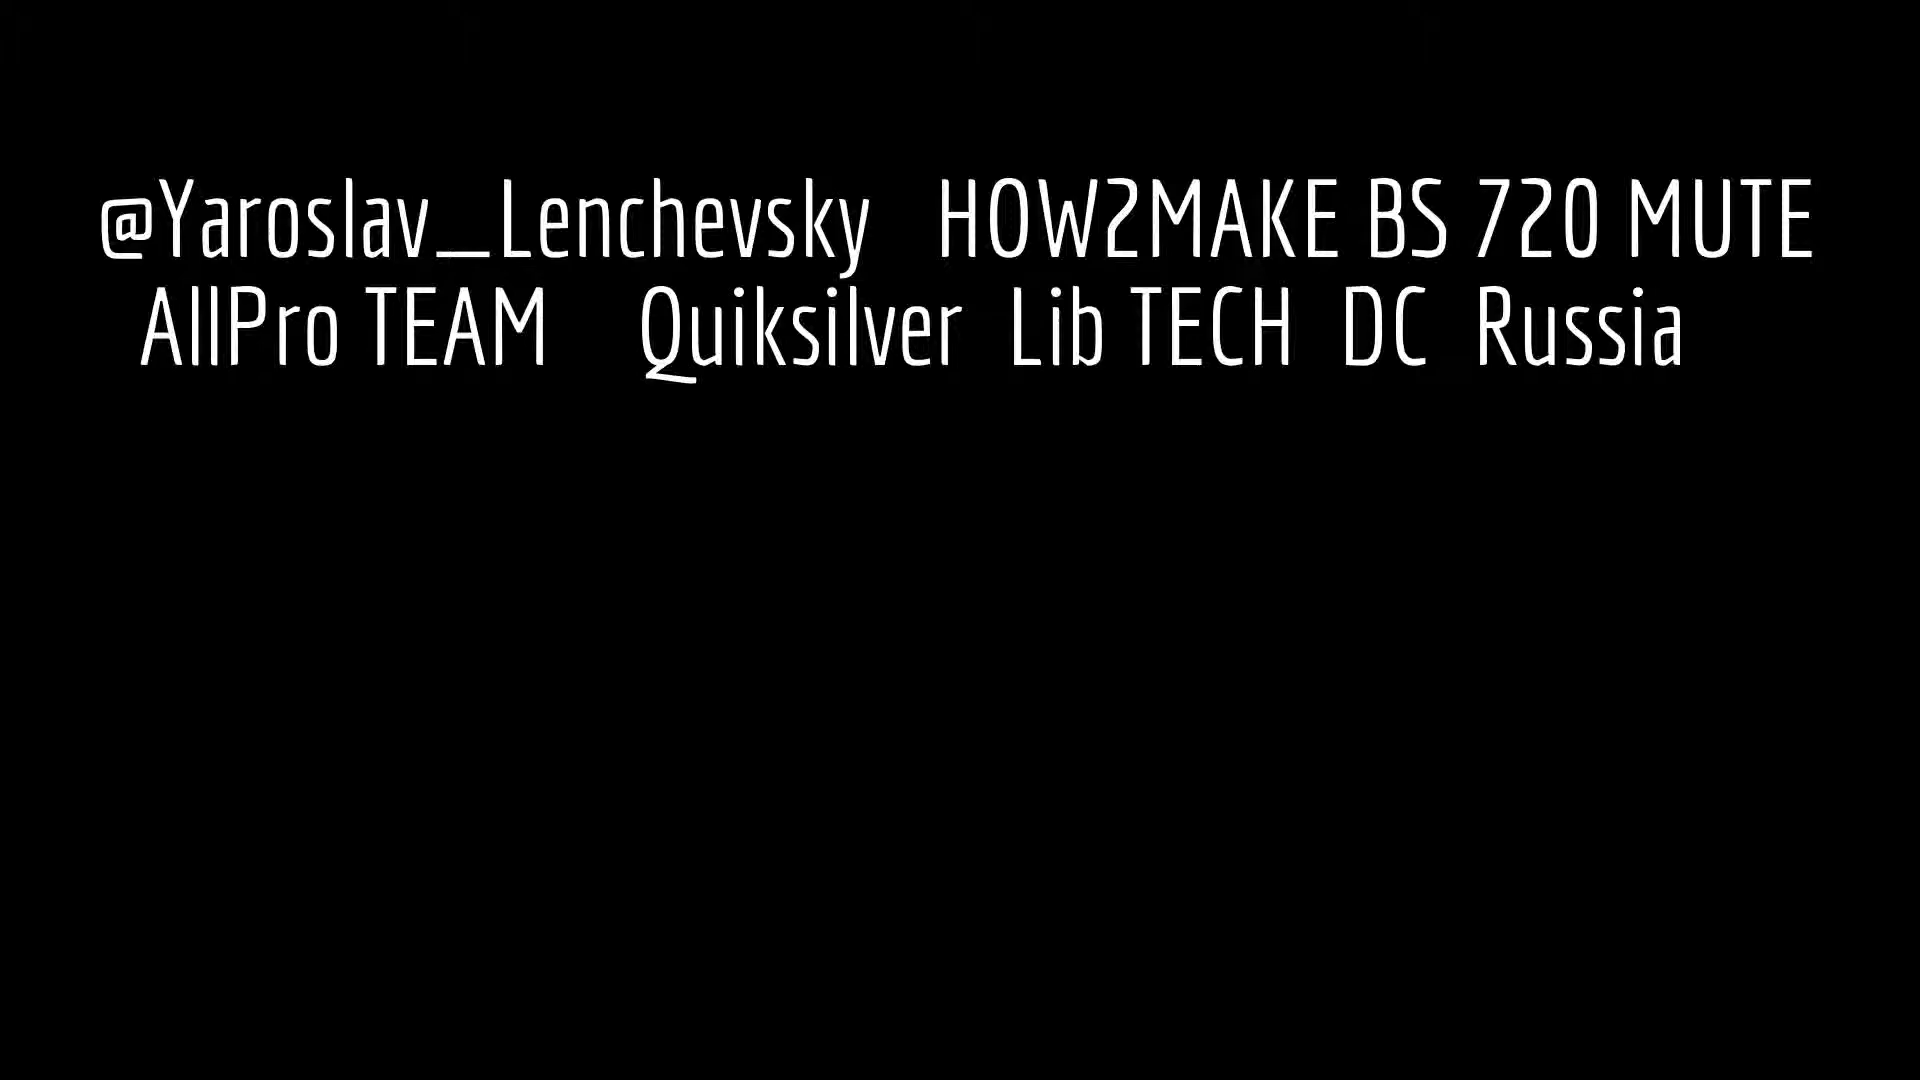 @Yaroslav_Lenchevsky HOW2MAKE BS 720 MUTE
AllPro TEAM Quiksilver Lib TECH DC Russia